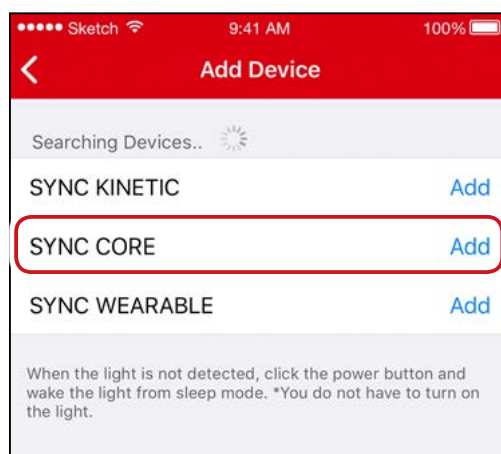 ●●●●● Sketch 9:41 AM 100%
Add Device
Searching Devices..
SYNC KINETIC Add
SYNC CORE Add
SYNC WEARABLE Add
When the light is not detected, click the power button and
wake the light from sleep mode. *You do not have to turn on
the light.